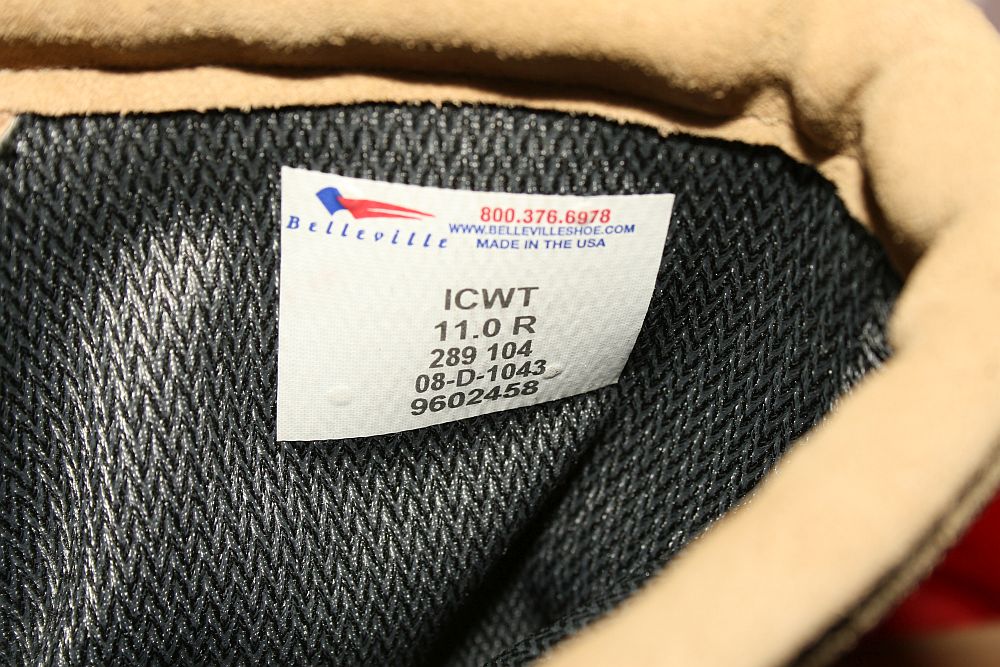 Belleville
800.376.6978
WWW.BELLEVILLESHOE.COM
MADE IN THE USA
ICWT
11.0 R
289 104
08-D-1043
9602458